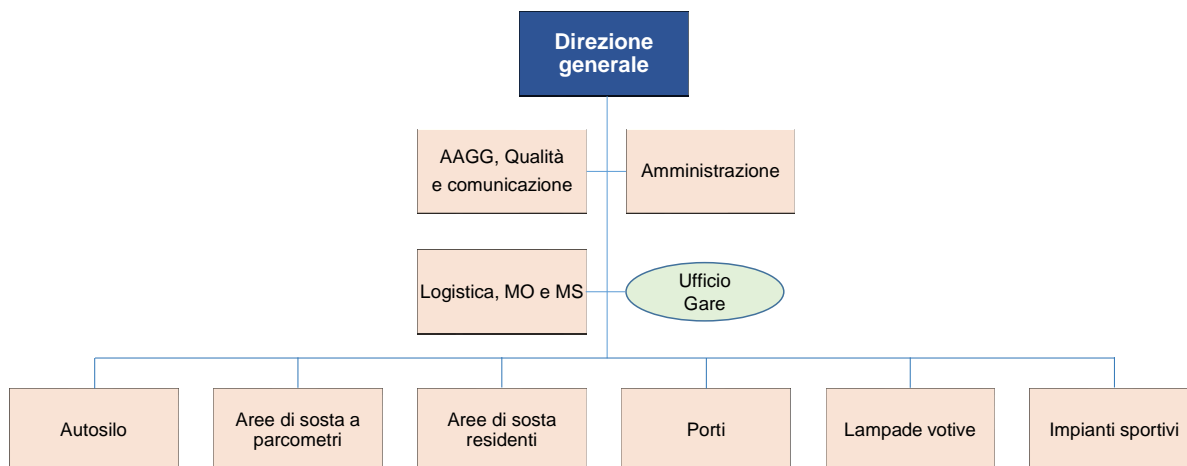 Direzione
generale
AAGG, Qualità
e comunicazione
Amministrazione
Logistica, MO e MS
Ufficio
Gare
Autosilo
Aree di sosta a
parcometri
Aree di sosta
residenti
Porti
Lampade votive
Impianti sportivi